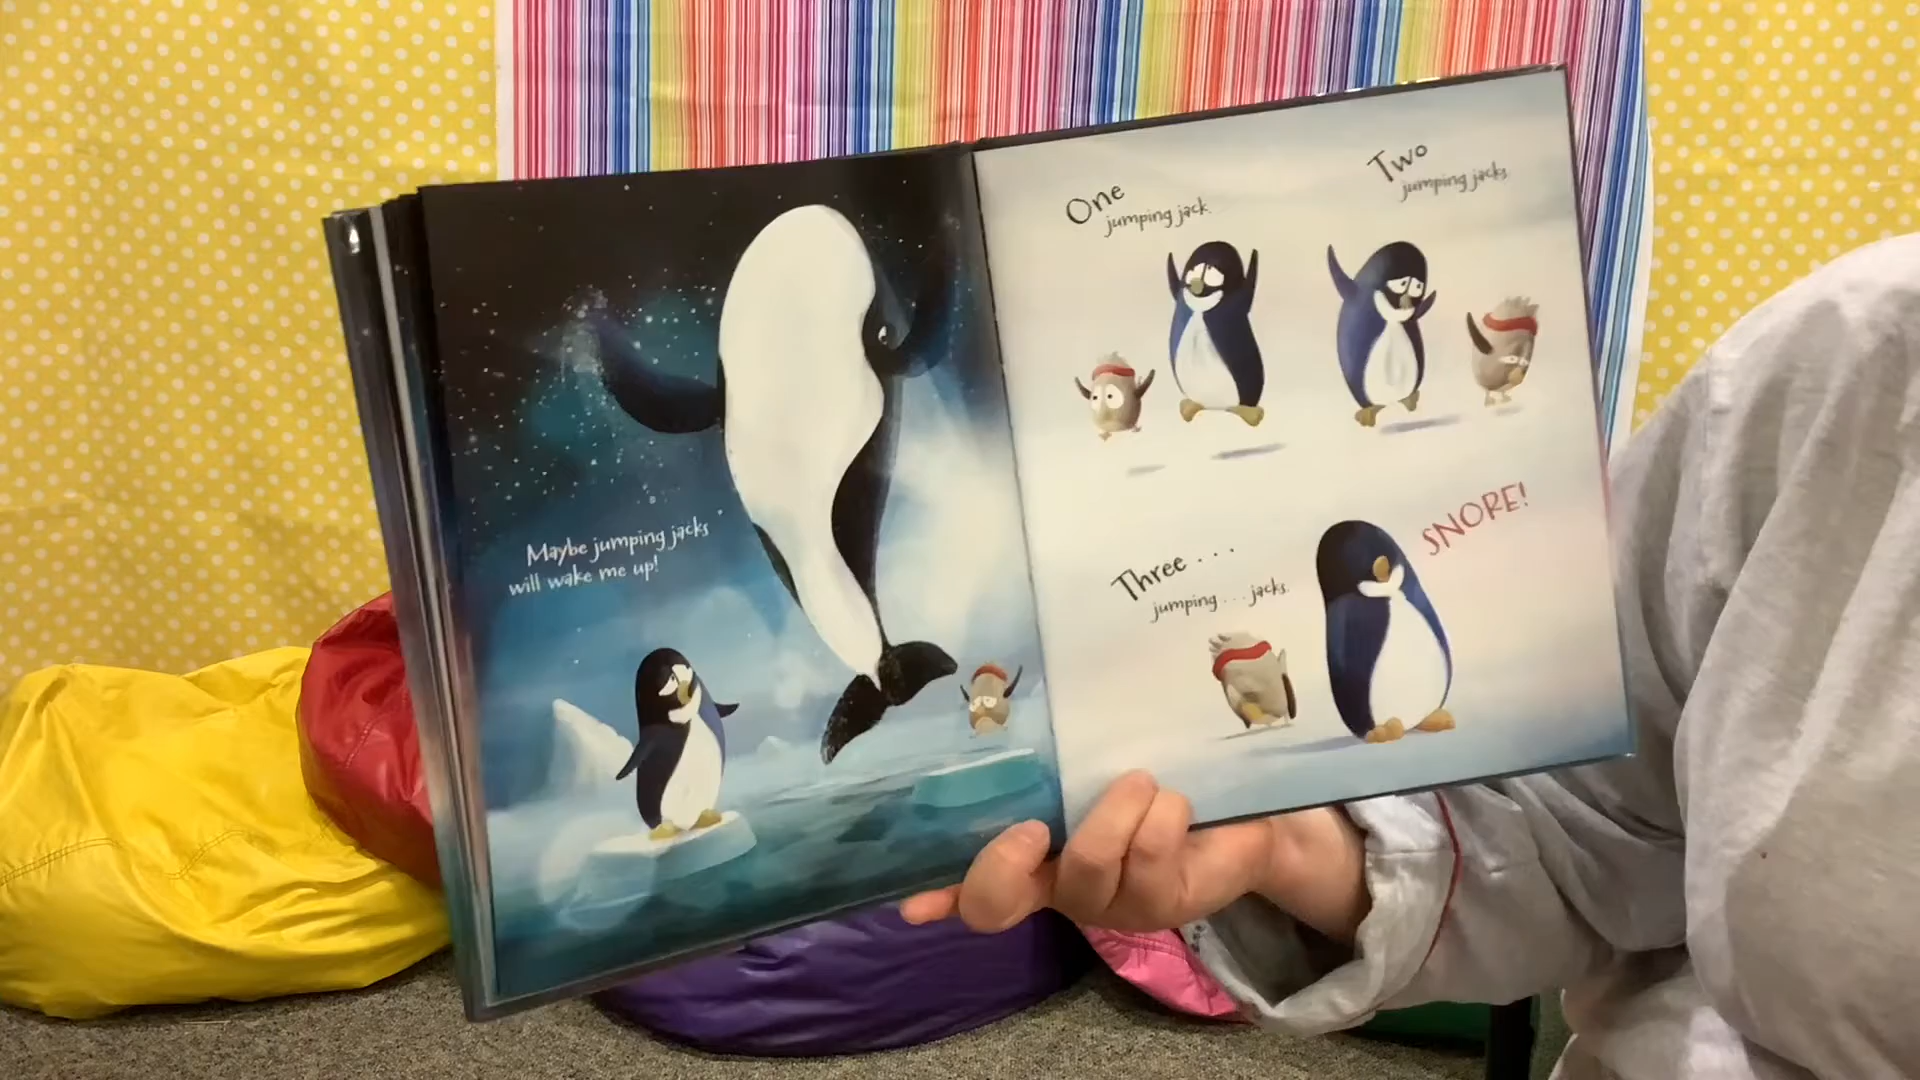 Maybe jumping jacks
will wake me up!
One
jumping jack.
Two
jumping jacks.
Three . . .
jumping . . . jacks.
SNORE!